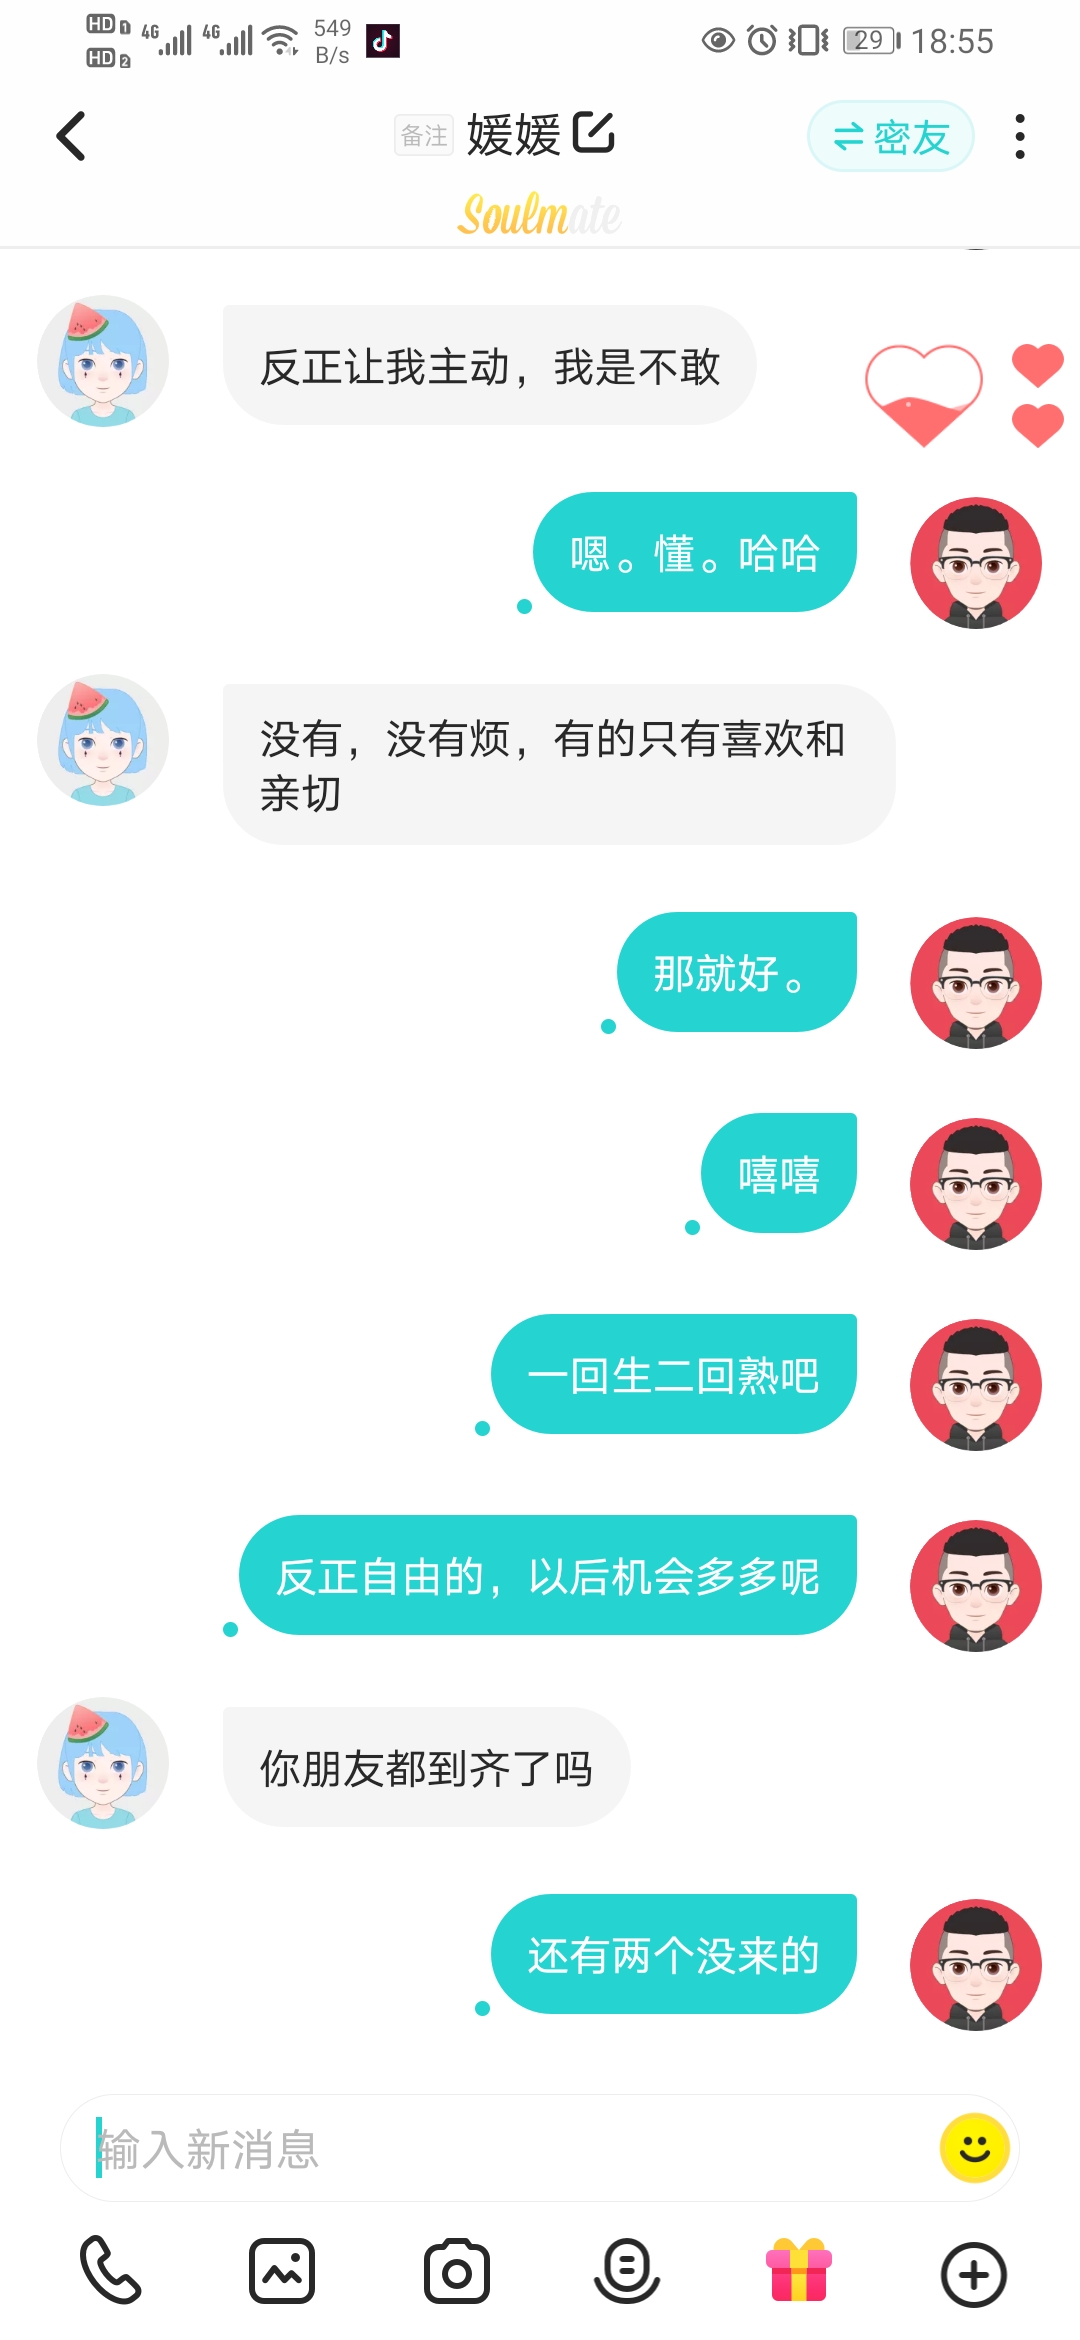 HD 1 4G 4G 549 29 18:55
HD 2 B/s
备注 媛媛 密友
Soulmate
反正让我主动，我是不敢
嗯。懂。哈哈
没有，没有烦，有的只有喜欢和
亲切
那就好。
嘻嘻
一回生二回熟吧
反正自由的，以后机会多多呢
你朋友都到齐了吗
还有两个没来的
输入新消息